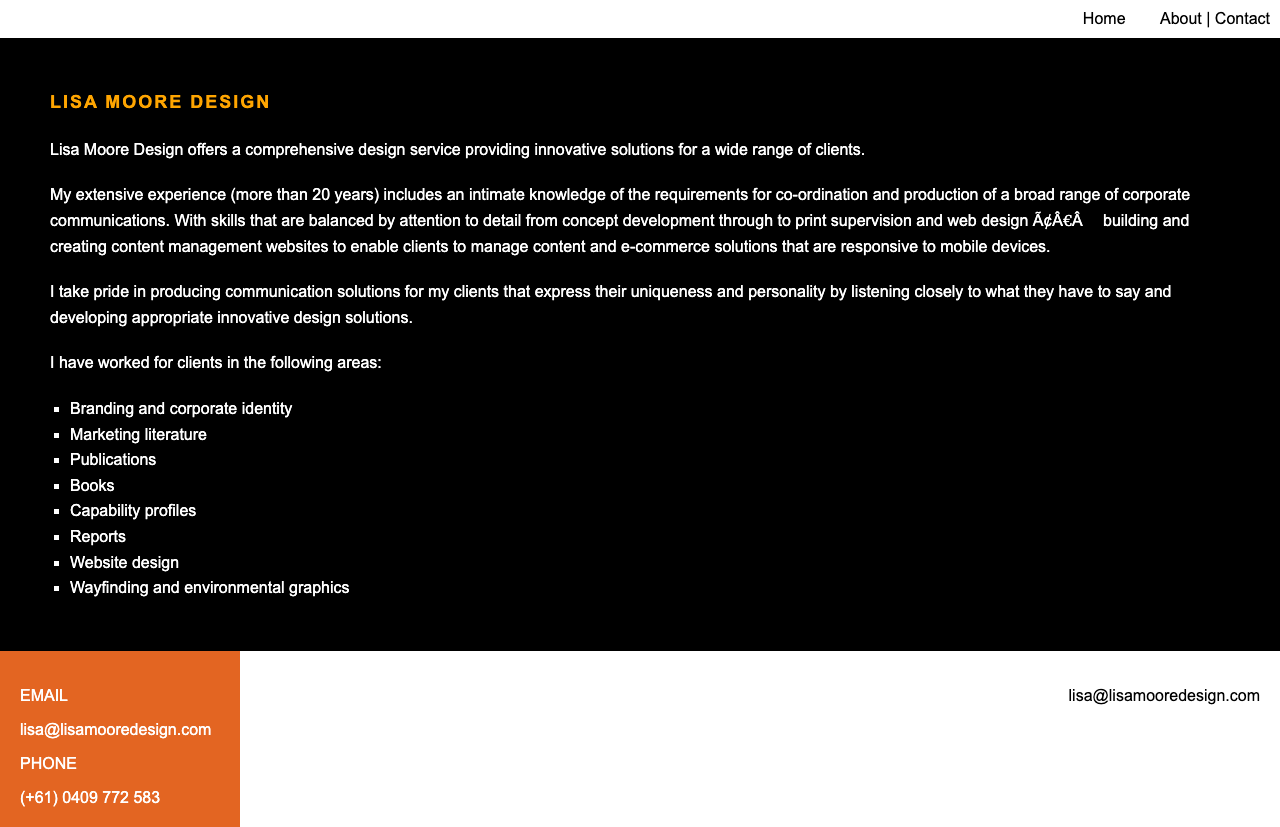 Home About | Contact
LISA MOORE DESIGN
Lisa Moore Design offers a comprehensive design service providing innovative solutions for a wide range of clients.
My extensive experience (more than 20 years) includes an intimate knowledge of the requirements for co-ordination and production of a broad range of corporate
communications. With skills that are balanced by attention to detail from concept development through to print supervision and web design Ã¢Â€Â building and
creating content management websites to enable clients to manage content and e-commerce solutions that are responsive to mobile devices.
I take pride in producing communication solutions for my clients that express their uniqueness and personality by listening closely to what they have to say and
developing appropriate innovative design solutions.
I have worked for clients in the following areas:
Branding and corporate identity
Marketing literature
Publications
Books
Capability profiles
Reports
Website design
Wayfinding and environmental graphics
EMAIL
lisa@lisamooredesign.com
PHONE
(+61) 0409 772 583
lisa@lisamooredesign.com